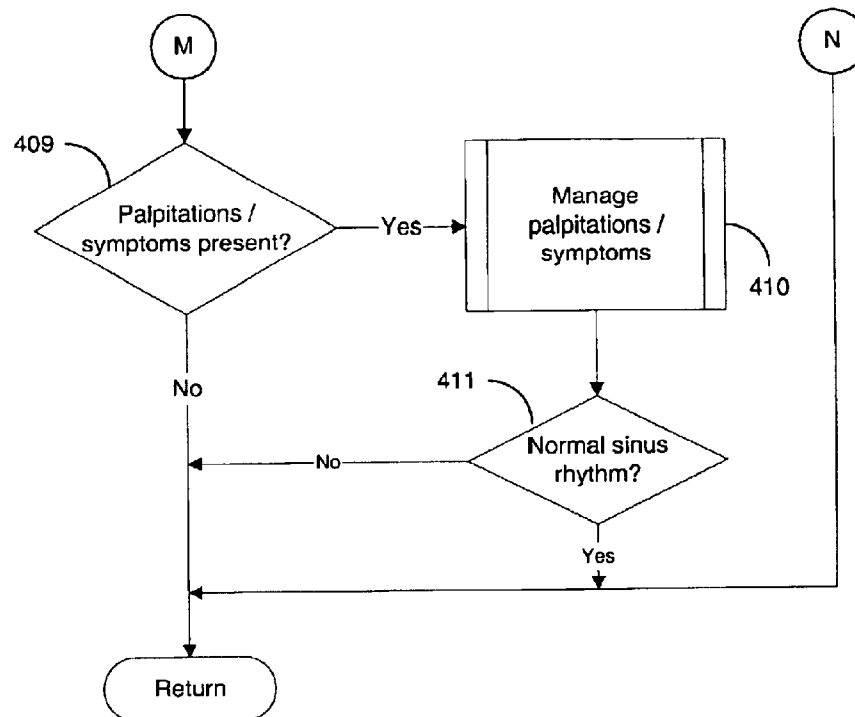 M
N
409
Palpitations /
symptoms present?
Yes
Manage
palpitations /
symptoms
410
No
411
Normal sinus
rhythm?
No
Yes
Return